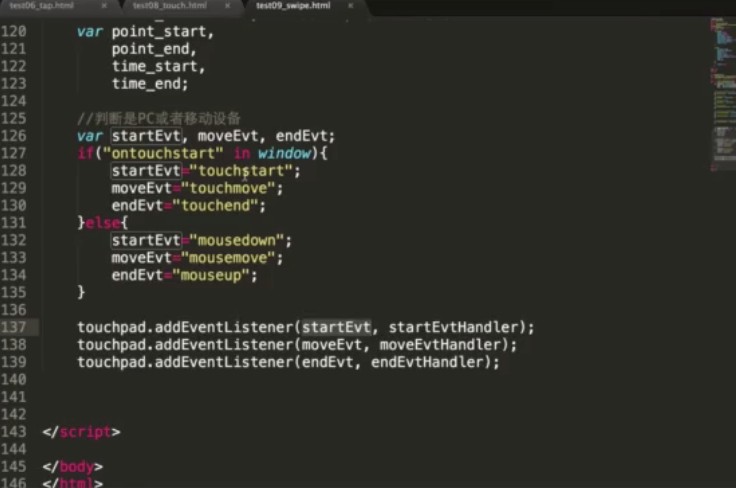 test06_tap.html × test08_touch.html × test09_swipe.html ×
120 var point_start,
121 point_end,
122 time_start,
123 time_end;
124
125 //判断是PC或者移动设备
126 var startEvt, moveEvt, endEvt;
127 if("ontouchstart" in window){
128 startEvt="touchstart";
129 moveEvt="touchmove";
130 endEvt="touchend";
131 }else{
132 startEvt="mousedown";
133 moveEvt="mousemove";
134 endEvt="mouseup";
135 }
136
137 touchpad.addEventListener(startEvt, startEvtHandler);
138 touchpad.addEventListener(moveEvt, moveEvtHandler);
139 touchpad.addEventListener(endEvt, endEvtHandler);
140
141
142
143 </script>
144
145 </body>
146 </html>